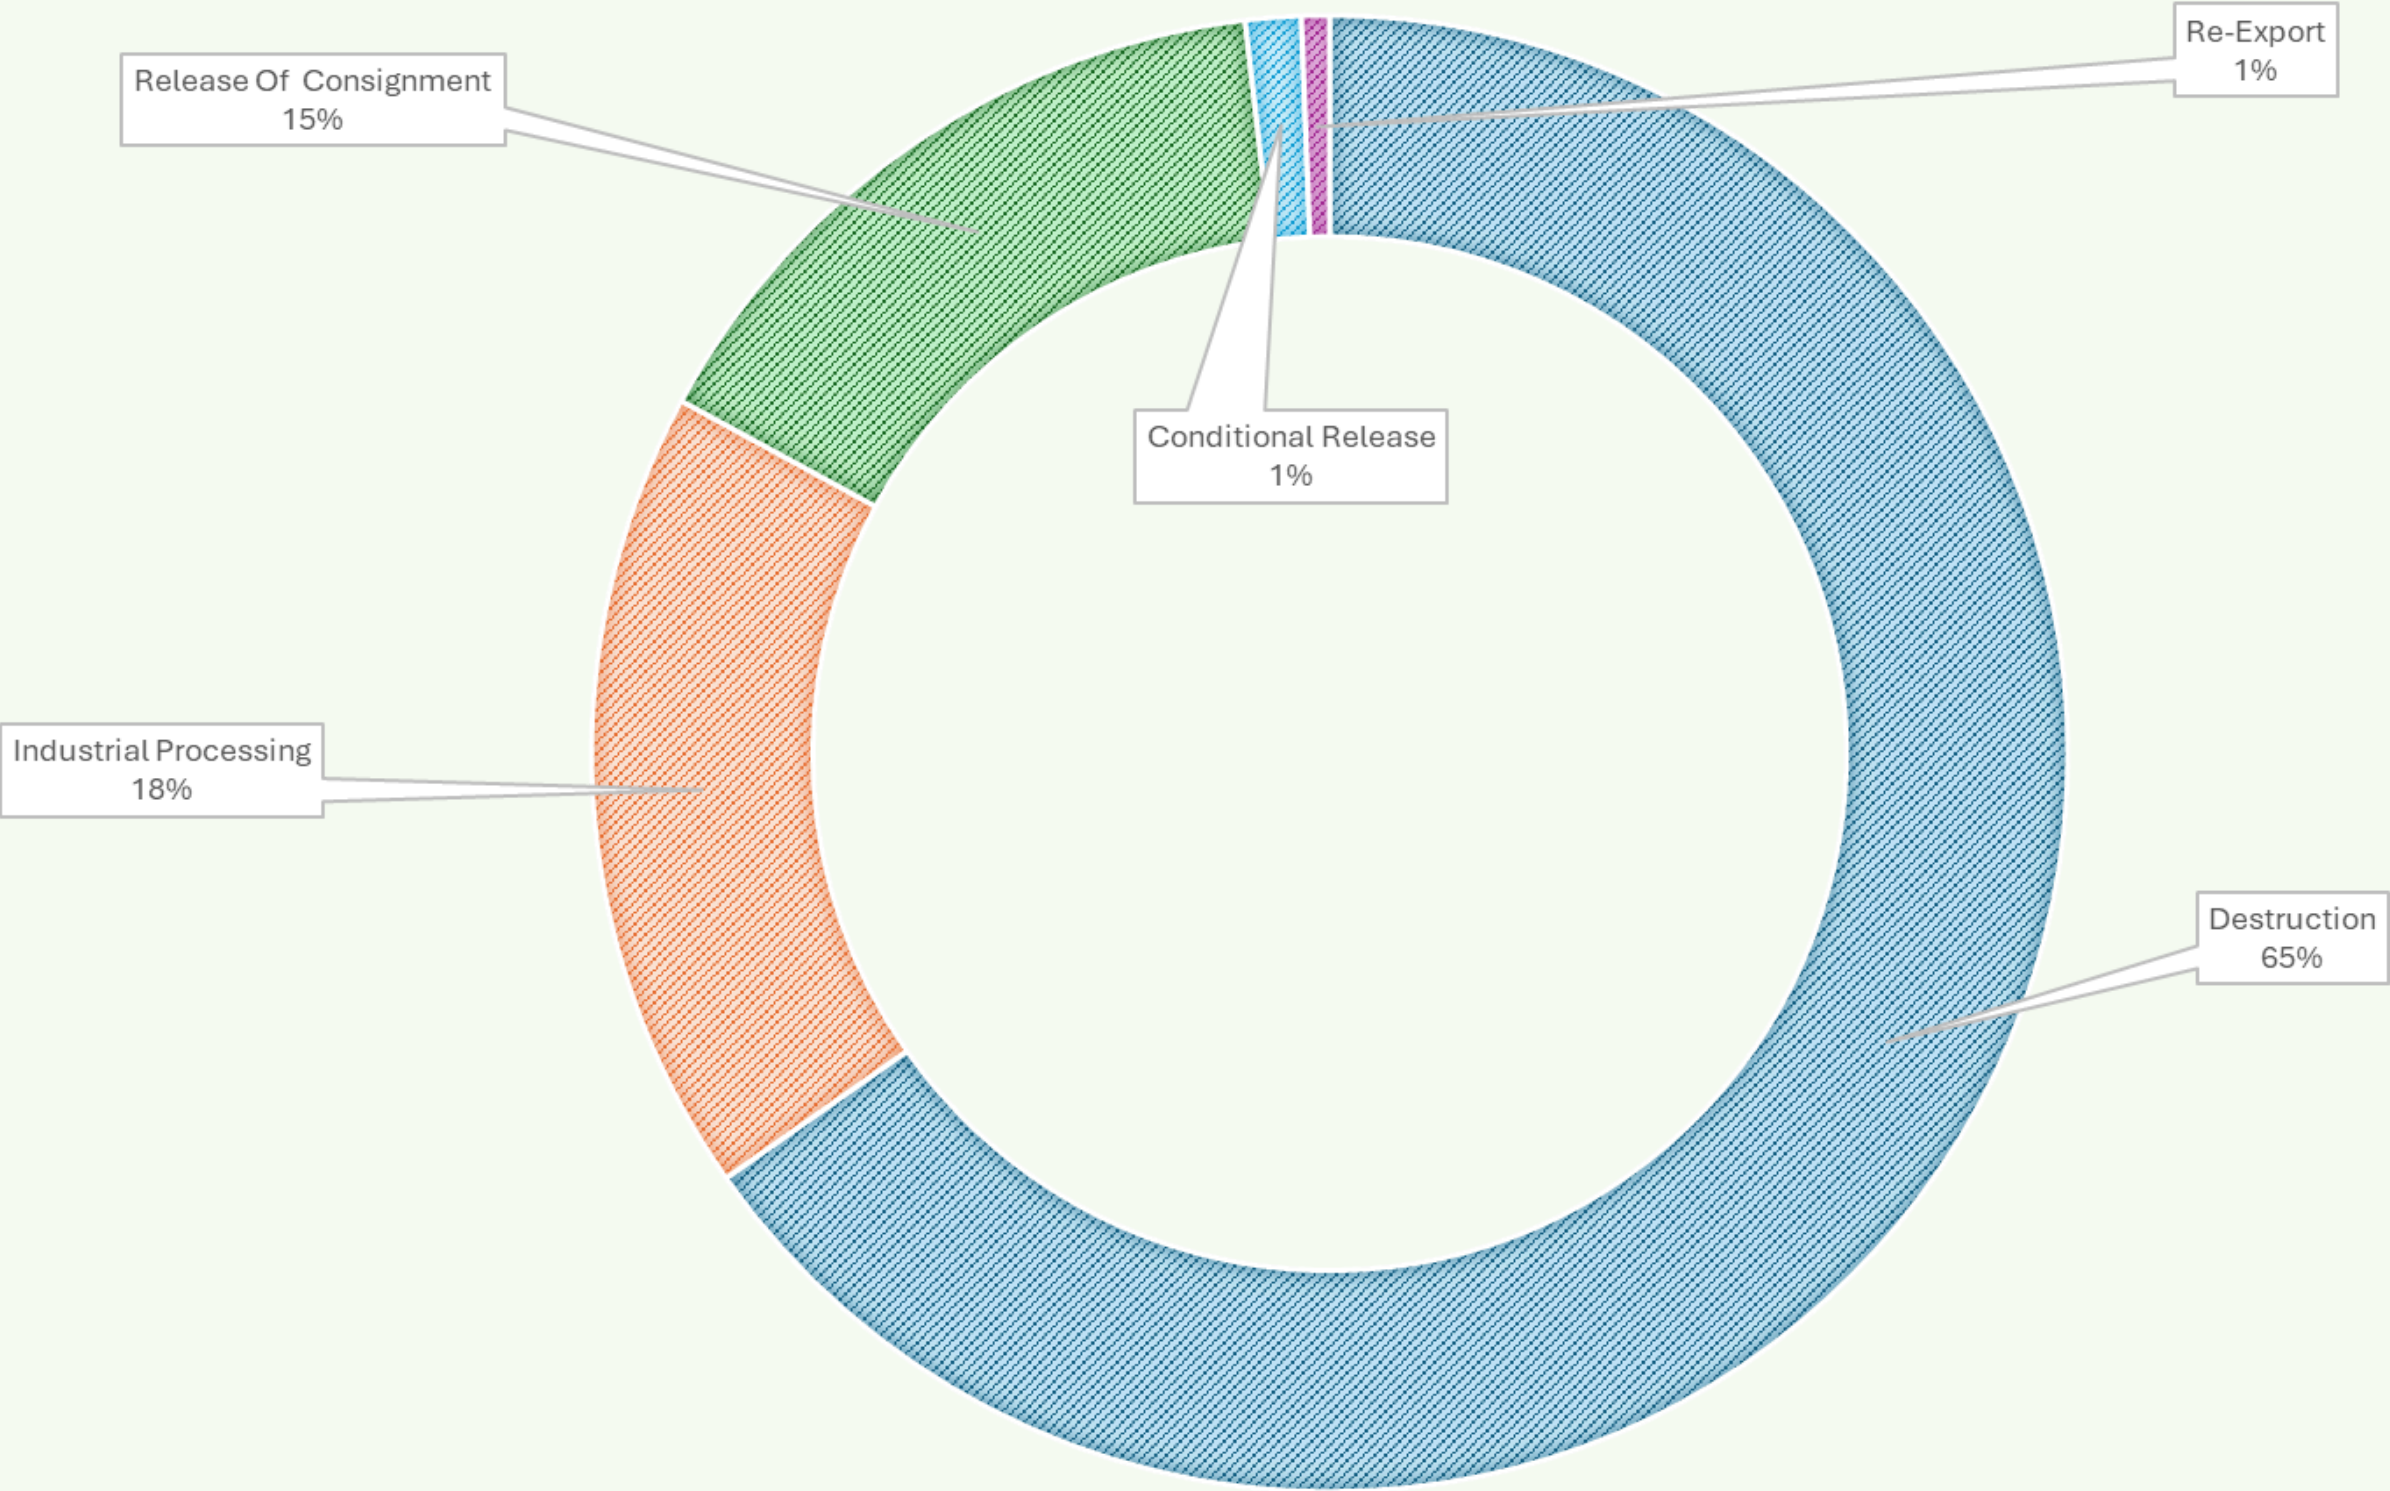 Re-Export
1%
Release Of  Consignment
15%
Conditional Release
1%
Industrial Processing
18%
Destruction
65%